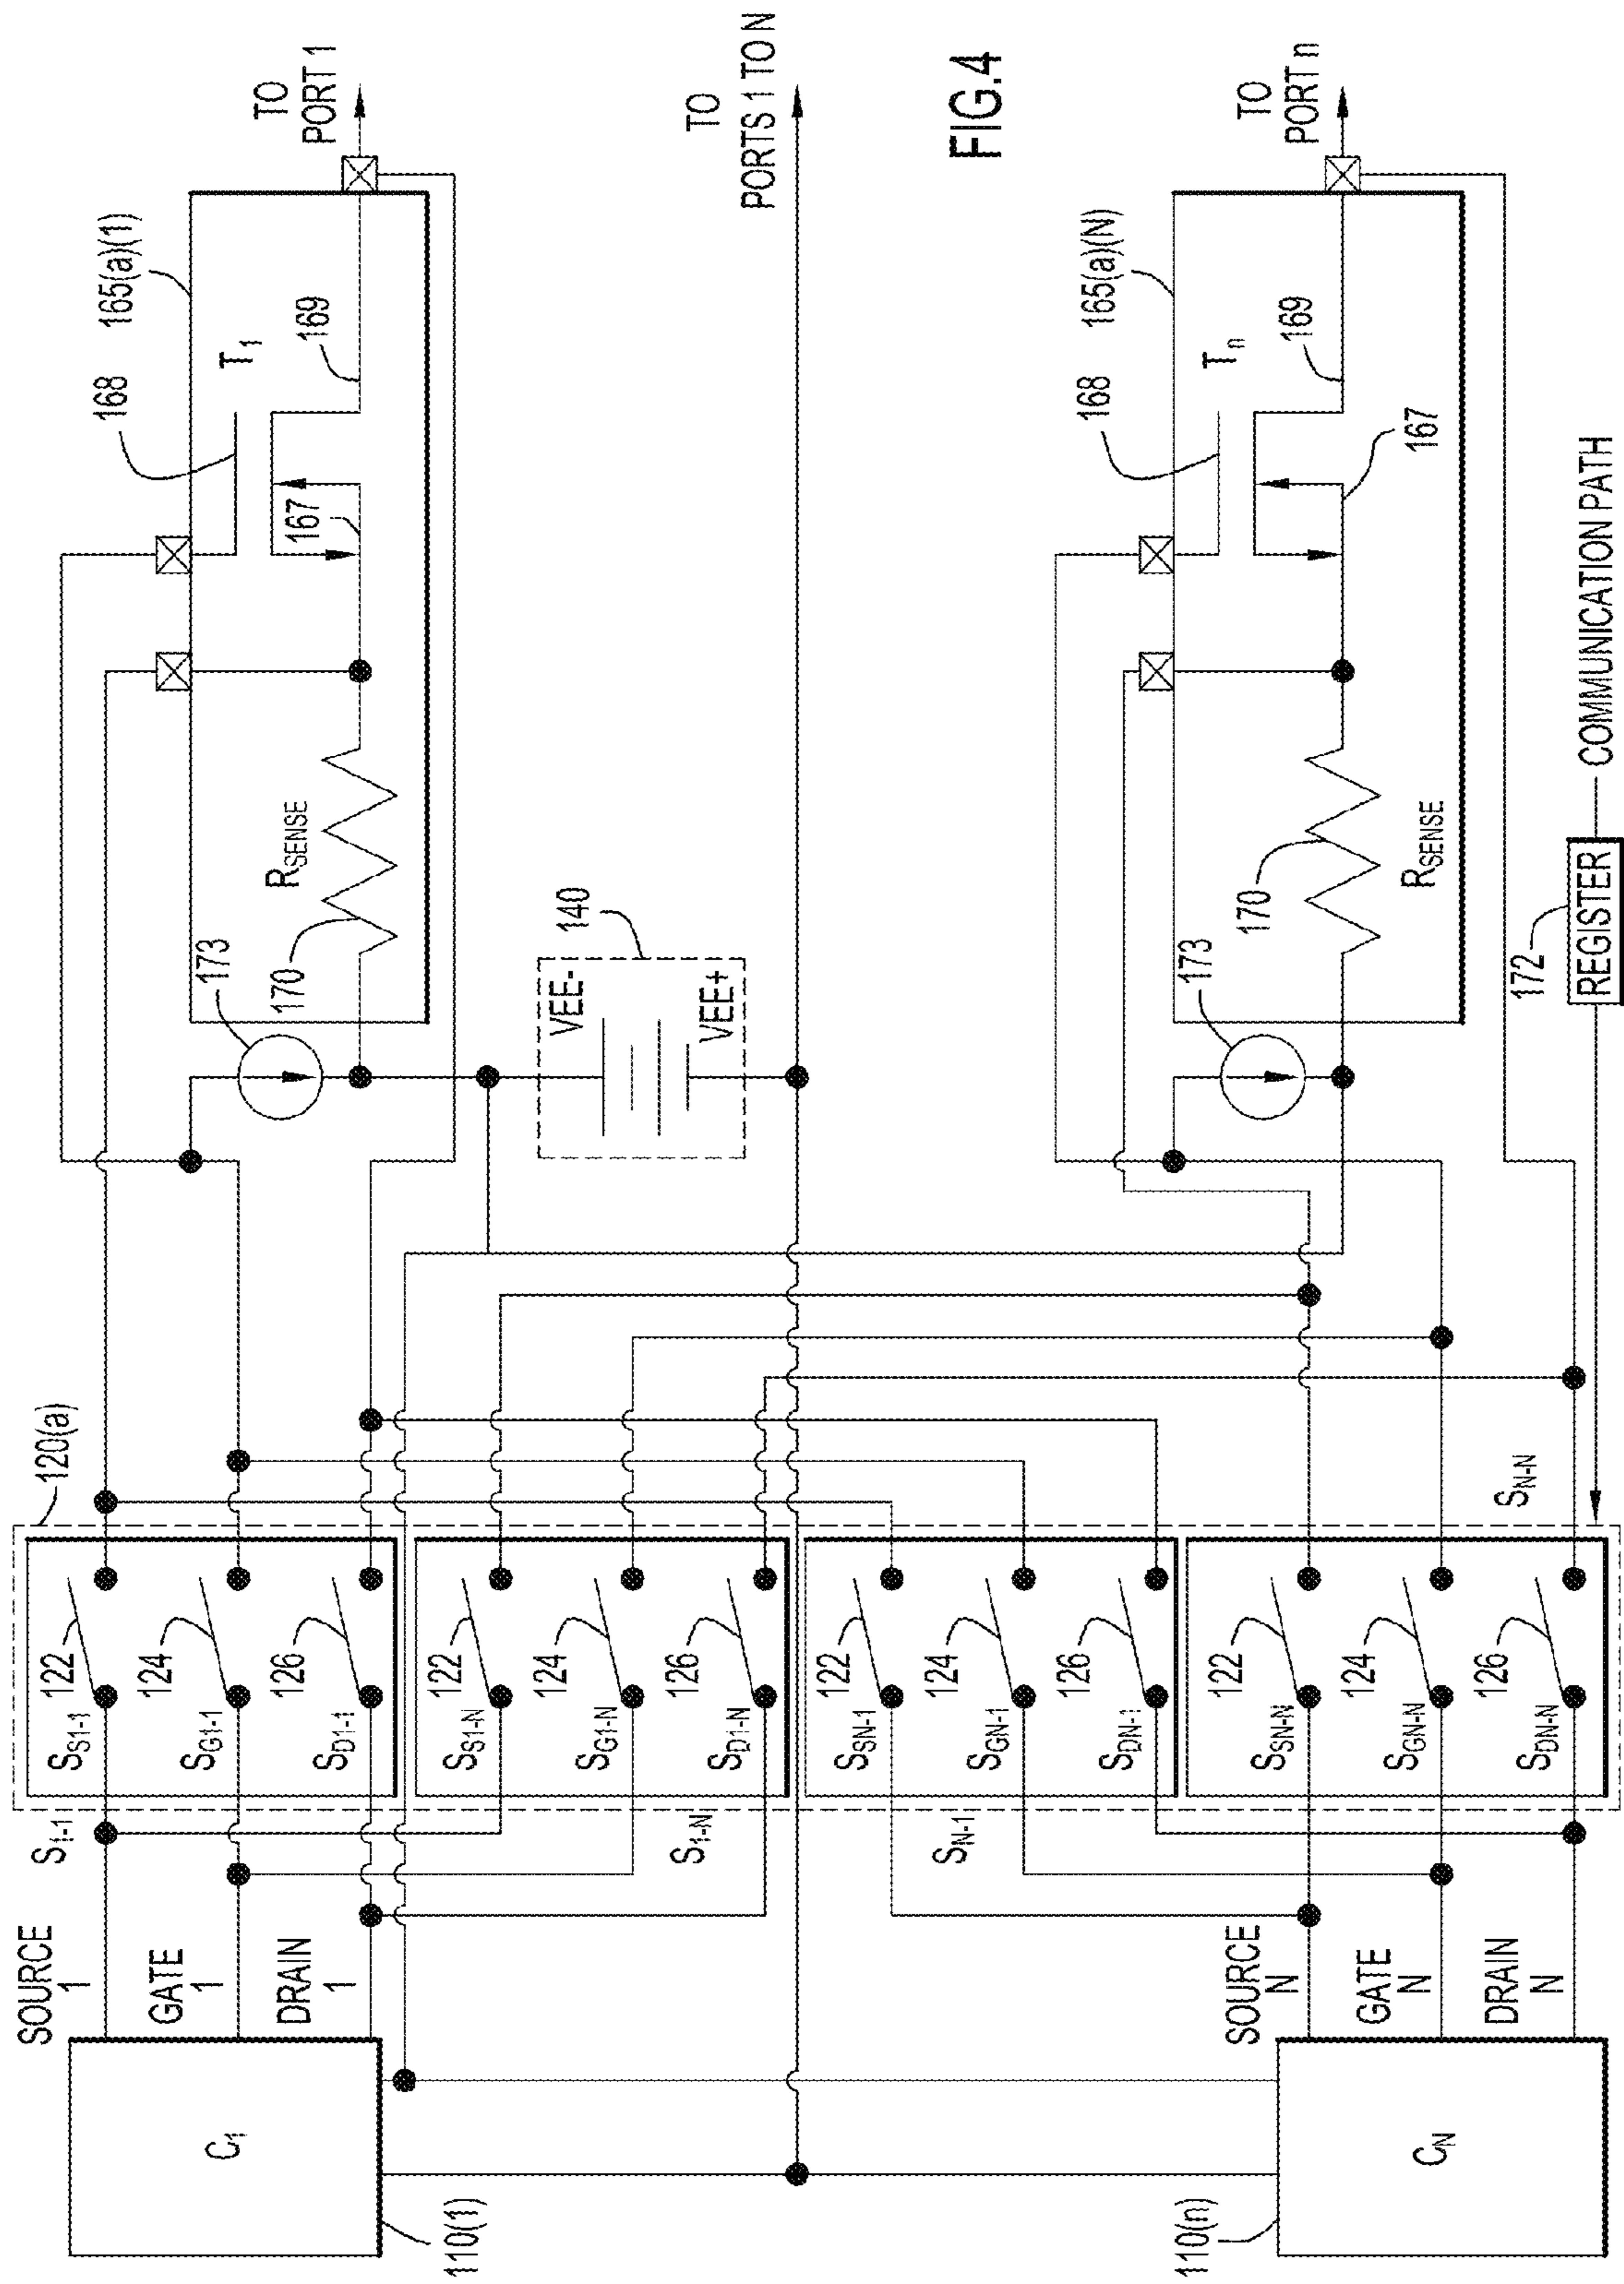 FIG.4
SOURCE
1
GATE
1
DRAIN
1
C1
110(1)
S1-1
120(a)
SS1-1
122
SG1-1
124
SD1-1
126
SS1-N
122
SG1-N
124
SD1-N
126
S1-N
SSN-1
122
SGN-1
124
SDN-1
126
SN-1
SSN-N
122
SGN-N
124
SDN-N
126
SN-N
SOURCE
N
GATE
N
DRAIN
N
CN
110(n)
173
170
RSENSE
167
168
T1
169
165(a)(1)
TO
PORT 1
140
VEE-
VEE+
TO
PORTS 1 TO N
173
170
RSENSE
167
168
Tn
169
165(a)(N)
TO
PORT n
172
REGISTER
COMMUNICATION PATH